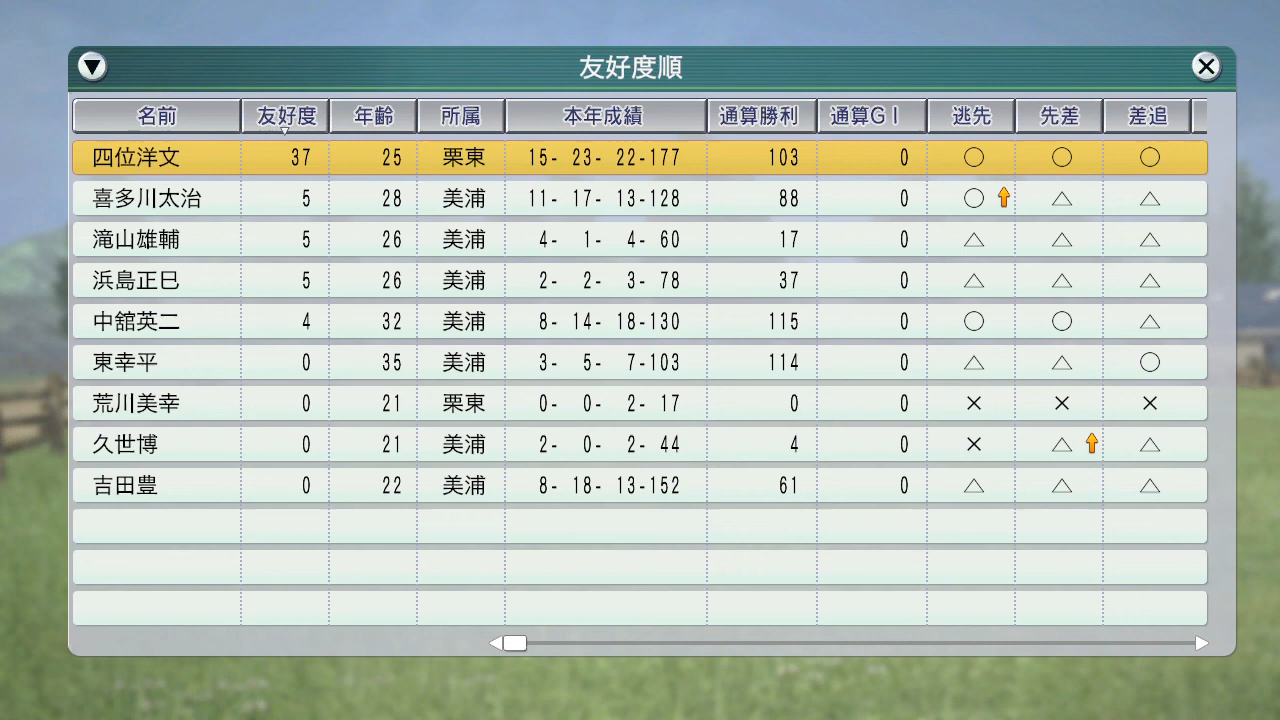 友好度順
名前 友好度 年齢 所属 本年成績 通算勝利 通算GⅠ 逃先 先差 差追
四位洋文 37 25 栗東 15- 23- 22-177 103 0 ○ ○ ○
喜多川太治 5 28 美浦 11- 17- 13-128 88 0 ○ △ △
滝山雄輔 5 26 美浦 4- 1- 4- 60 17 0 △ △ △
浜島正巳 5 26 美浦 2- 2- 3- 78 37 0 △ △ △
中舘英二 4 32 美浦 8- 14- 18-130 115 0 ○ ○ △
東幸平 0 35 美浦 3- 5- 7-103 114 0 △ △ ○
荒川美幸 0 21 栗東 0- 0- 2- 17 0 0 × × ×
久世博 0 21 美浦 2- 0- 2- 44 4 0 × △ △
吉田豊 0 22 美浦 8- 18- 13-152 61 0 △ △ △